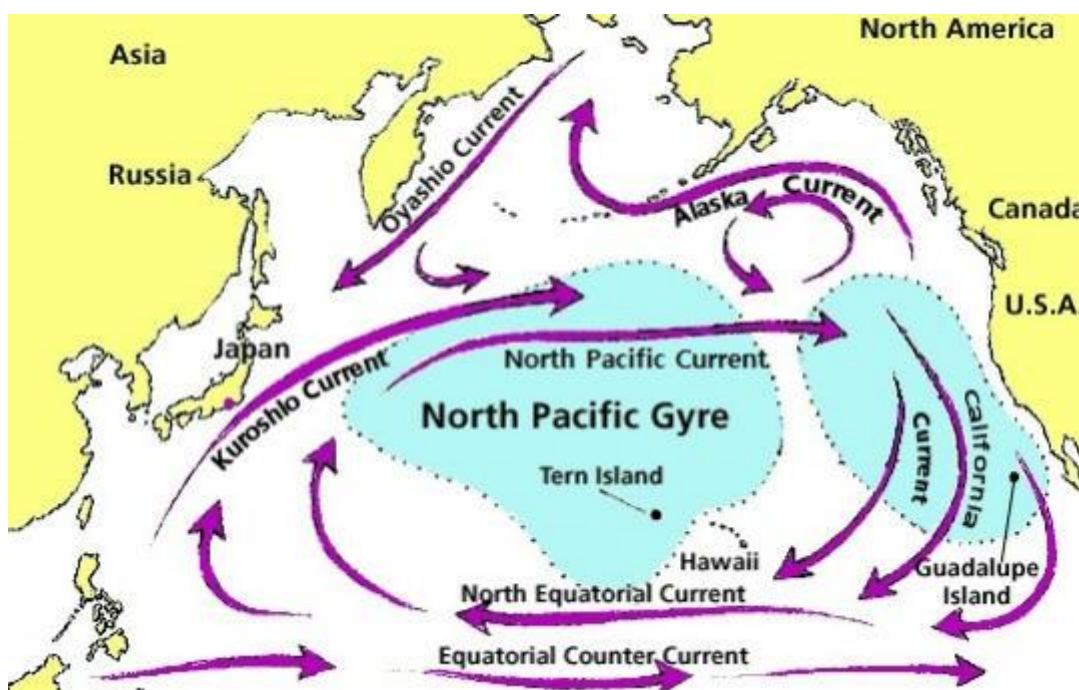 Asia
North America
Russia
Oyashio Current
Alaska Current
Canada
U.S.A
Japan
Kuroshio Current
North Pacific Current
North Pacific Gyre
California
Current
Tern Island
Hawaii
Guadalupe
Island
North Equatorial Current
Equatorial Counter Current